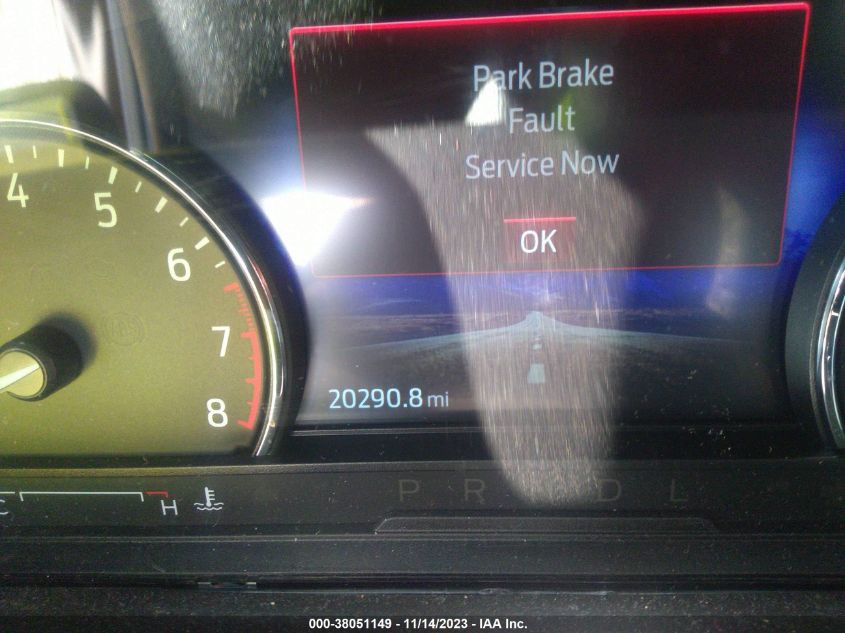 Park Brake
Fault
Service Now
OK
4
5
6
7
8
20290.8 mi
C
H
P R D L
000-38051149 - 11/14/2023 - IAA Inc.